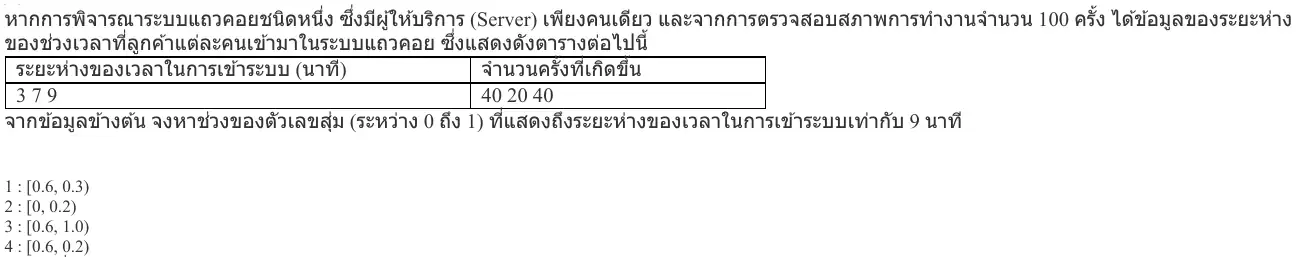 หากการพิจารณาระบบแถวคอยชนิดหนึ่ง ซึ่งมีผู้ให้บริการ (Server) เพียงคนเดียว และจากการตรวจสอบสภาพการทำงานจำนวน 100 ครั้ง ได้ข้อมูลของระยะห่าง
ของช่วงเวลาที่ลูกค้าแต่ละคนเข้ามาในระบบแถวคอย ซึ่งแสดงดังตารางต่อไปนี้
ระยะห่างของเวลาในการเข้าระบบ (นาที) จำนวนครั้งที่เกิดขึ้น
3 7 9 40 20 40
จากข้อมูลข้างต้น จงหาช่วงของตัวเลขสุ่ม (ระหว่าง 0 ถึง 1) ที่แสดงถึงระยะห่างของเวลาในการเข้าระบบเท่ากับ 9 นาที
1 : [0.6, 0.3)
2 : [0, 0.2)
3 : [0.6, 1.0)
4 : [0.6, 0.2)